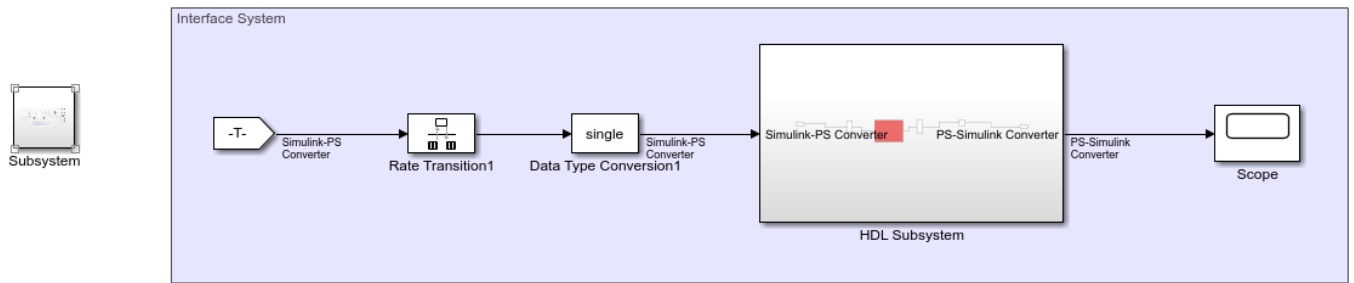 Interface System
Subsystem
-T-
Simulink-PS
Converter
Rate Transition1
single
Data Type Conversion1
Simulink-PS
Converter
Simulink-PS Converter
PS-Simulink Converter
HDL Subsystem
PS-Simulink
Converter
Scope